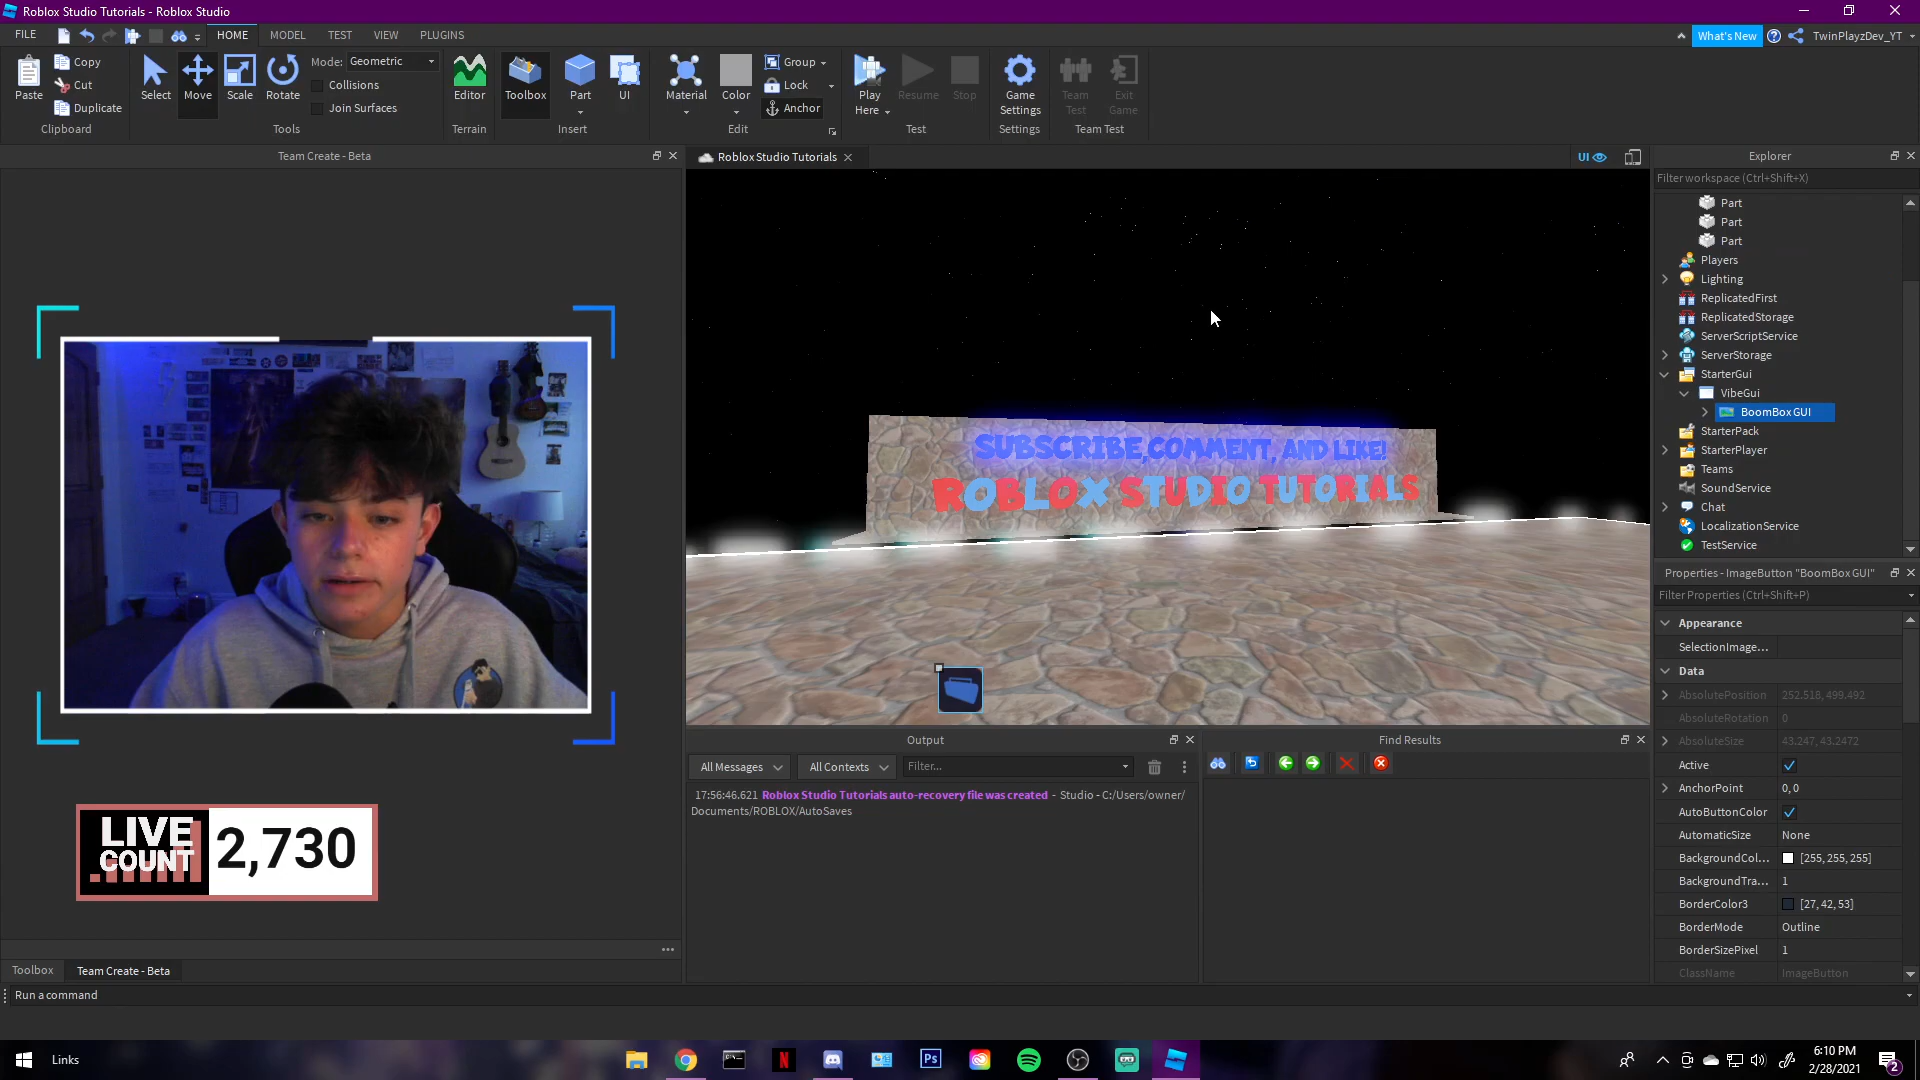 Roblox Studio Tutorials - Roblox Studio
FILE
HOME
MODEL
TEST
VIEW
PLUGINS
What's New
TwinPlayzDev_YT
Paste
Copy
Cut
Duplicate
Clipboard
Select
Move
Scale
Rotate
Mode: Geometric
Collisions
Join Surfaces
Tools
Editor
Terrain
Toolbox
Part
UI
Insert
Material
Color
Group
Lock
Anchor
Edit
Play
Here
Resume
Stop
Test
Game
Settings
Settings
Team
Test
Exit
Game
Team Test
Team Create - Beta
LIVE
COUNT
2,730
Toolbox
Team Create - Beta
Run a command
Roblox Studio Tutorials
UI
SUBSCRIBE,COMMENT, AND LIKE!
ROBLOX STUDIO TUTORIALS
Output
All Messages
All Contexts
Filter...
17:56:46.621 Roblox Studio Tutorials auto-recovery file was created - Studio - C:/Users/owner/
Documents/ROBLOX/AutoSaves
Find Results
Explorer
Filter workspace (Ctrl+Shift+X)
Part
Part
Part
Players
Lighting
ReplicatedFirst
ReplicatedStorage
ServerScriptService
ServerStorage
StarterGui
VibeGui
BoomBox GUI
StarterPack
StarterPlayer
Teams
SoundService
Chat
LocalizationService
TestService
Properties - ImageButton "BoomBox GUI"
Filter Properties (Ctrl+Shift+P)
Appearance
SelectionImage...
Data
AbsolutePosition 252.518, 499.492
AbsoluteRotation 0
AbsoluteSize 43.247, 43.2472
Active
AnchorPoint 0, 0
AutoButtonColor
AutomaticSize None
BackgroundCol... [255, 255, 255]
BackgroundTra... 1
BorderColor3 [27, 42, 53]
BorderMode Outline
BorderSizePixel 1
ClassName ImageButton
Links
Ps
6:10 PM
2/28/2021
2